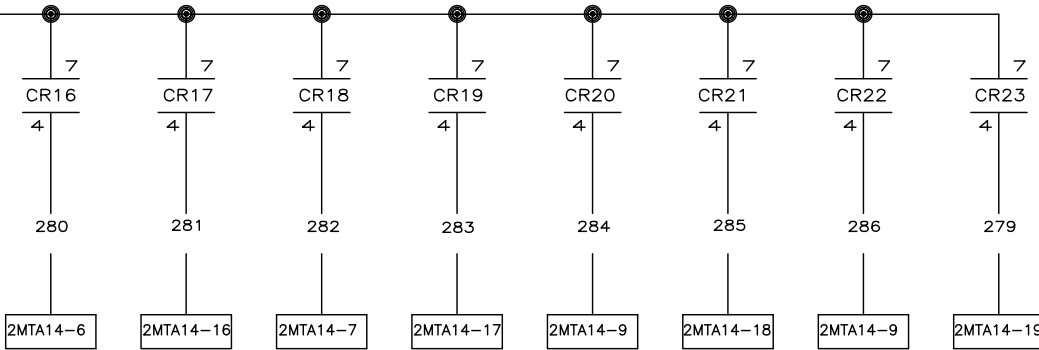 7 7 7 7 7 7 7 7
CR16 CR17 CR18 CR19 CR20 CR21 CR22 CR23
4 4 4 4 4 4 4 4
280 281 282 283 284 285 286 279
2MTA14-6 2MTA14-16 2MTA14-7 2MTA14-17 2MTA14-9 2MTA14-18 2MTA14-9 2MTA14-19